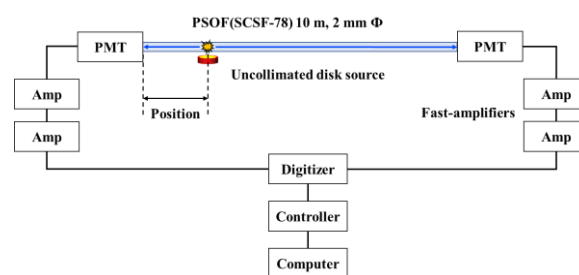 PSOF(SCSF-78) 10 m, 2 mm Φ
PMT
PMT
Uncollimated disk source
Amp
Amp
Position
Fast-amplifiers
Amp
Amp
Digitizer
Controller
Computer